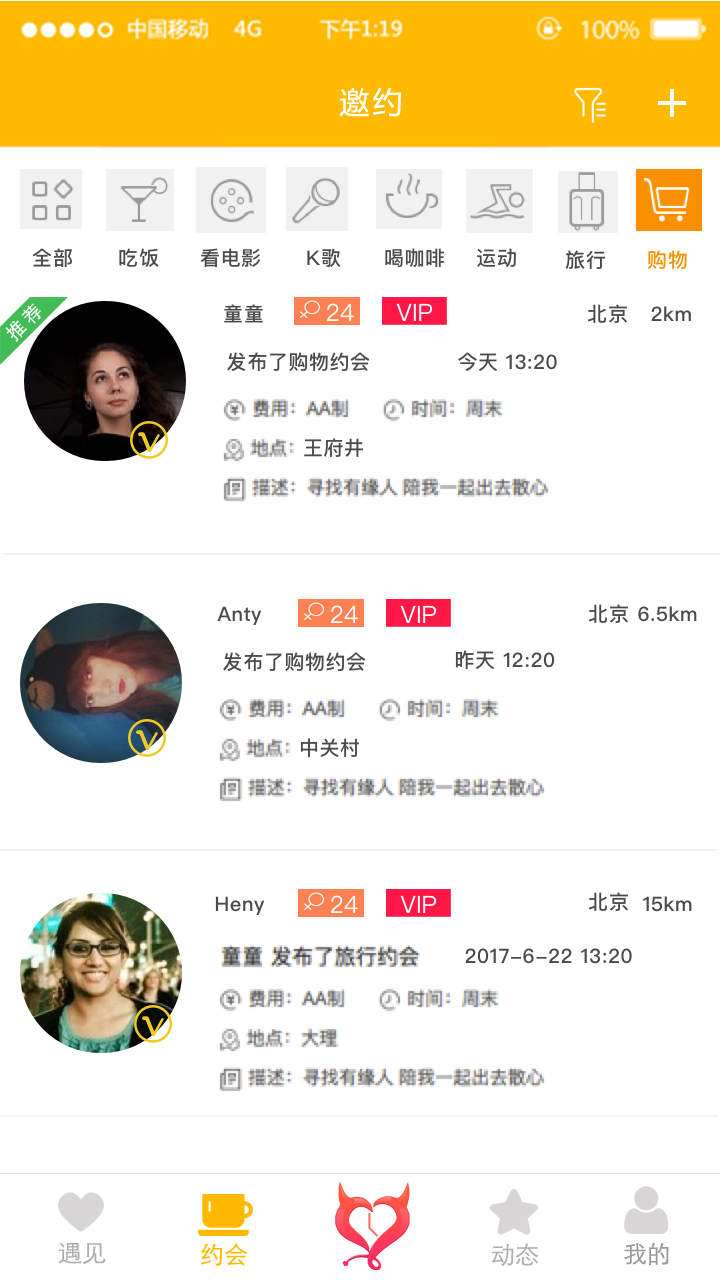 中国移动 4G 下午1:19 100%
邀约
全部 吃饭 看电影 K歌 喝咖啡 运动 旅行 购物
推荐
童童 24 VIP 北京 2km
发布了购物约会 今天 13:20
费用：AA制 时间：周末
地点：王府井
描述：寻找有缘人 陪我一起出去散心
Anty 24 VIP 北京 6.5km
发布了购物约会 昨天 12:20
费用：AA制 时间：周末
地点：中关村
描述：寻找有缘人 陪我一起出去散心
Heny 24 VIP 北京 15km
童童 发布了旅行约会 2017-6-22 13:20
费用：AA制 时间：周末
地点：大理
描述：寻找有缘人 陪我一起出去散心
遇见 约会 动态 我的